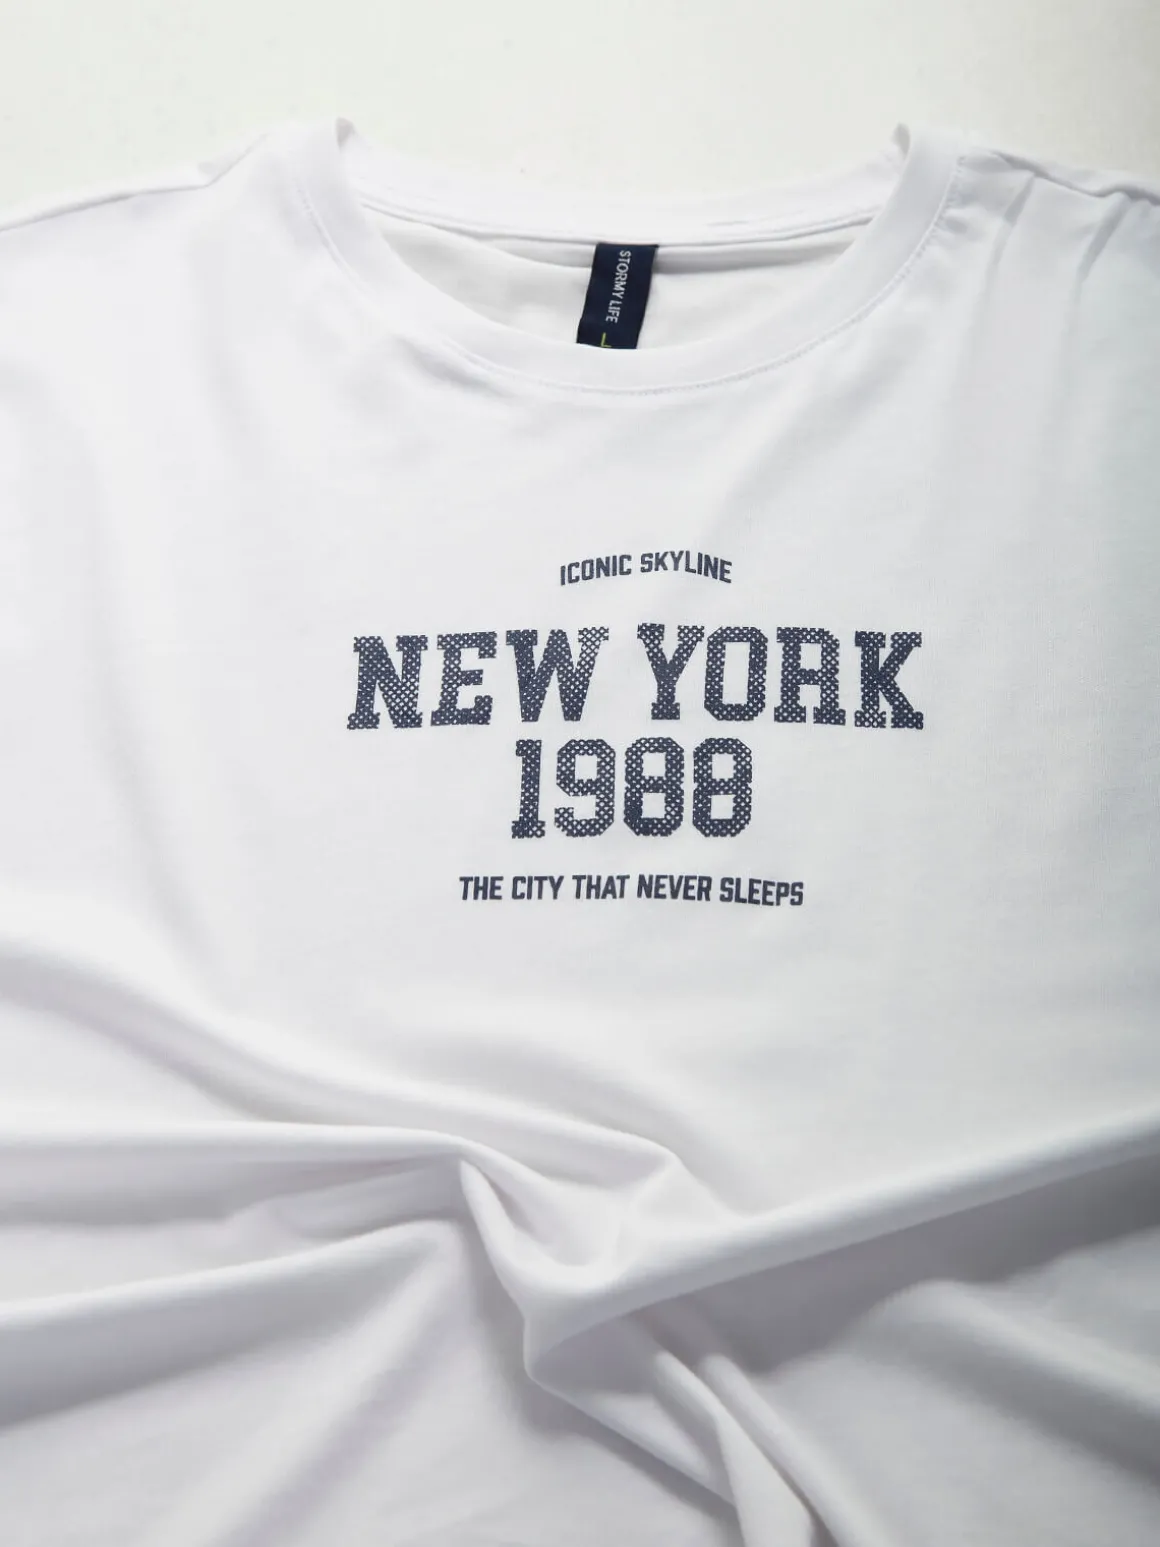 STORMY LIFE
ICONIC SKYLINE
NEW YORK
1988
THE CITY THAT NEVER SLEEPS